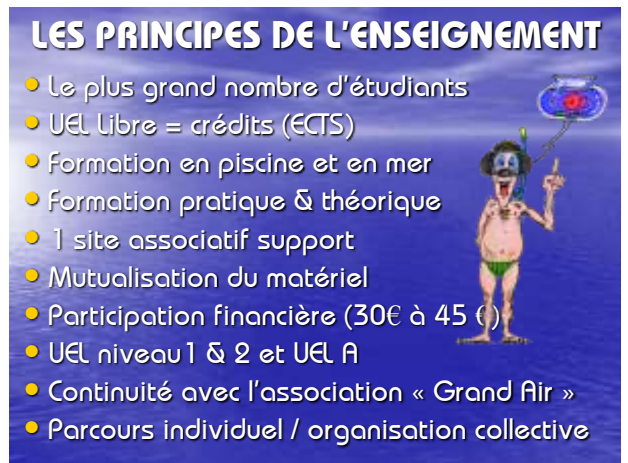 LES PRINCIPES DE L'ENSEIGNEMENT
• Le plus grand nombre d'étudiants
• UEL Libre = crédits (ECTS)
• Formation en piscine et en mer
• Formation pratique & théorique
• 1 site associatif support
• Mutualisation du matériel
• Participation financière (30€ à 45 €)
• UEL niveau1 & 2 et UEL A
• Continuité avec l'association « Grand Air »
• Parcours individuel / organisation collective